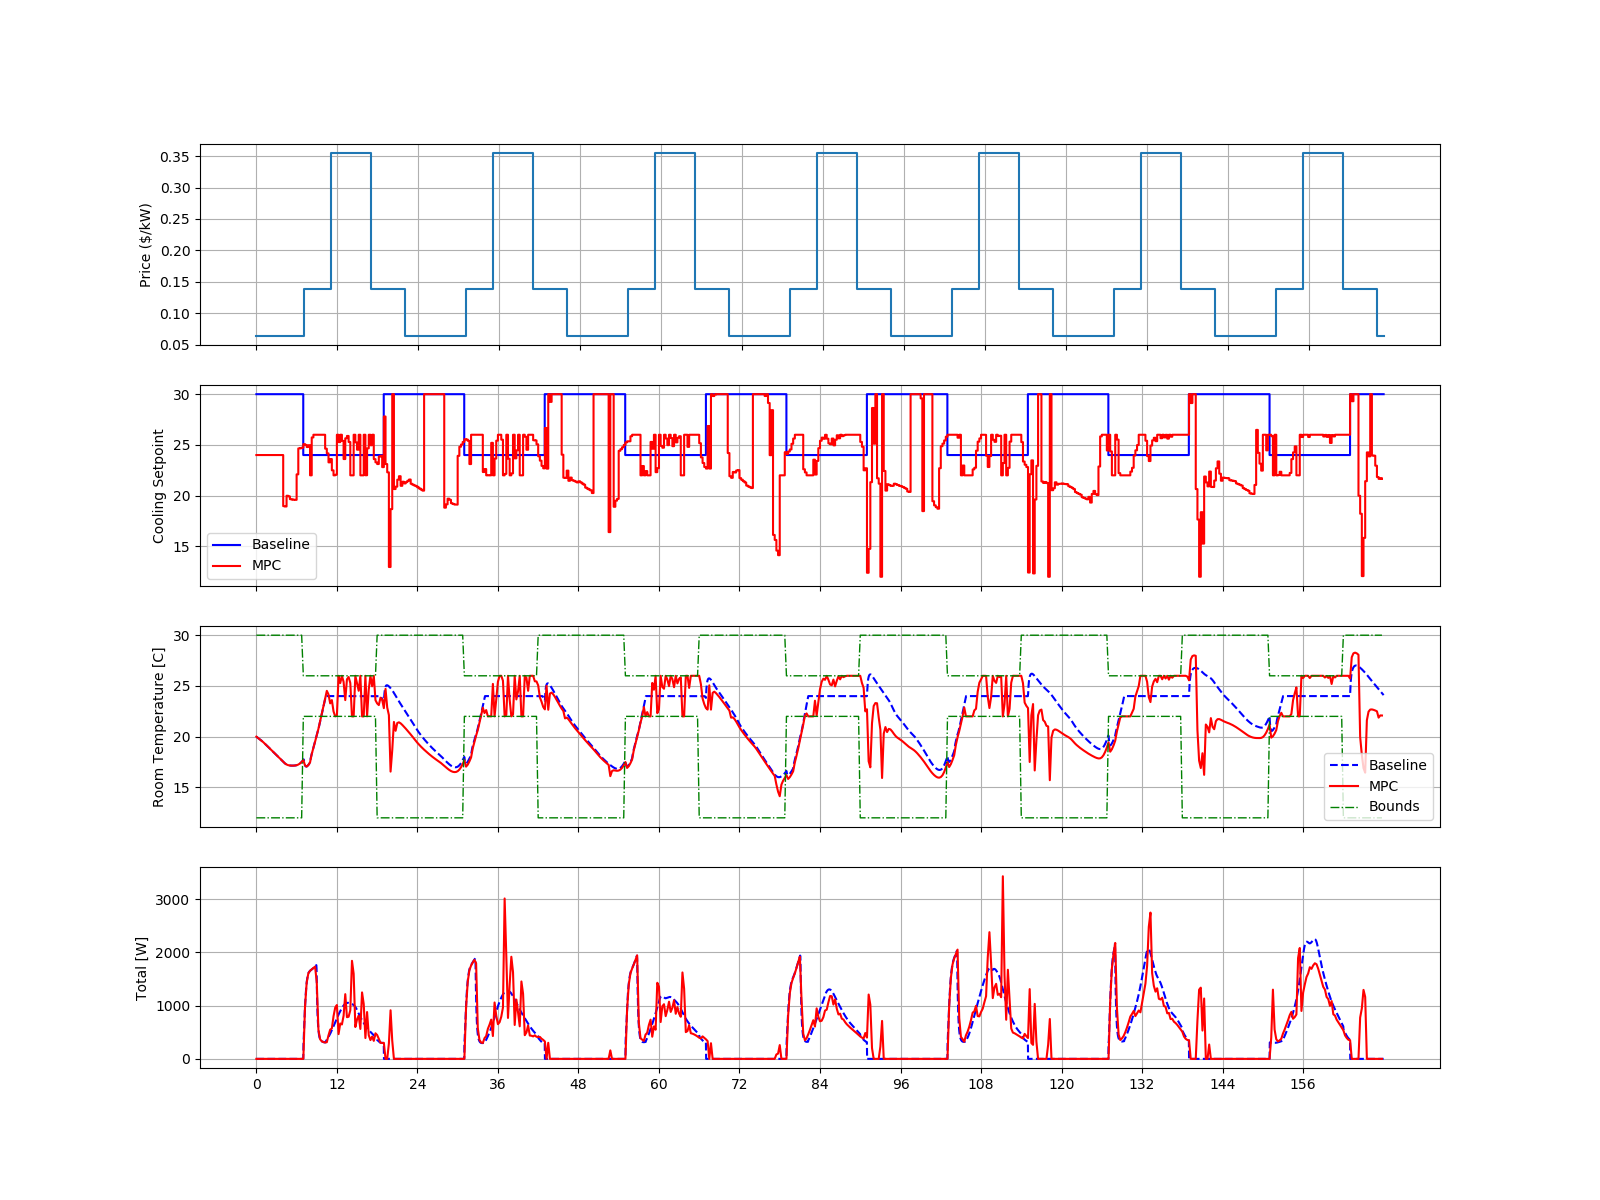 Price ($/kW)
0.35
0.30
0.25
0.20
0.15
0.10
0.05
Cooling Setpoint
30
25
20
15
Baseline
MPC
Room Temperature [C]
30
25
20
15
Baseline
MPC
Bounds
Total [W]
3000
2000
1000
0
0 12 24 36 48 60 72 84 96 108 120 132 144 156